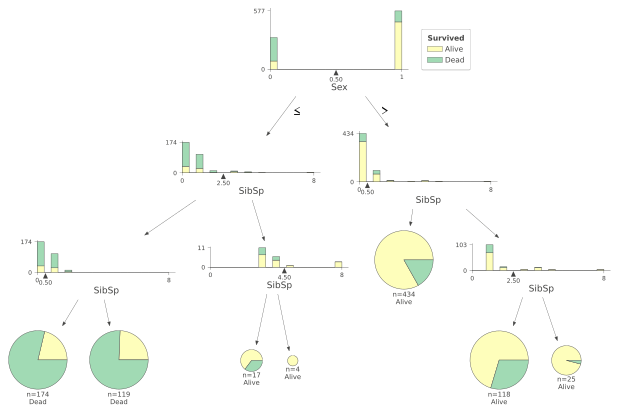 577
0
0
0.50
1
Sex
Survived
Alive
Dead
≤
>
174
0
0
2.50
8
SibSp
434
0
0
0.50
8
SibSp
174
0
0
0.50
8
SibSp
11
0
0
4.50
8
SibSp
n=434
Alive
103
0
0
2.50
8
SibSp
n=174
Dead
n=119
Dead
n=17
Alive
n=4
Alive
n=118
Alive
n=25
Alive